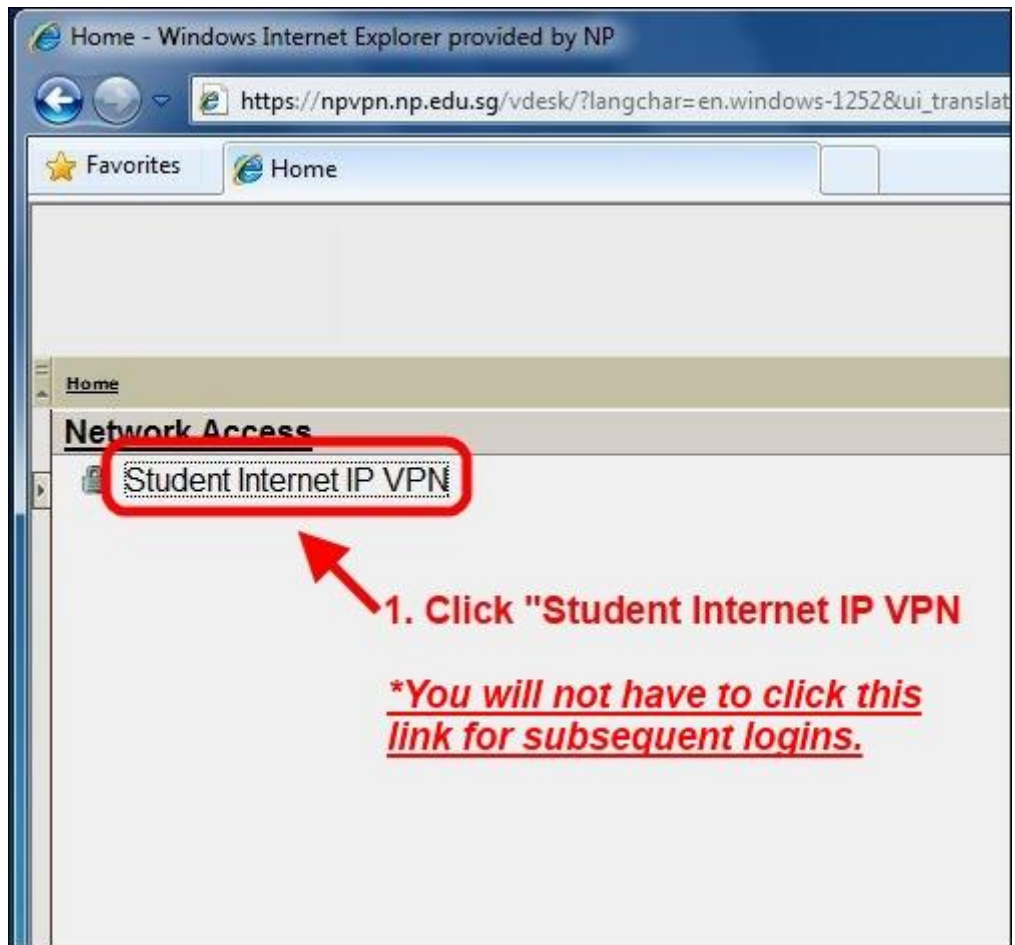 Home - Windows Internet Explorer provided by NP
https://npvpn.np.edu.sg/vdesk/?langchar=en.windows-1252&ui_translat
Favorites Home
Home
Network Access
Student Internet IP VPN
1. Click "Student Internet IP VPN
*You will not have to click this
link for subsequent logins.